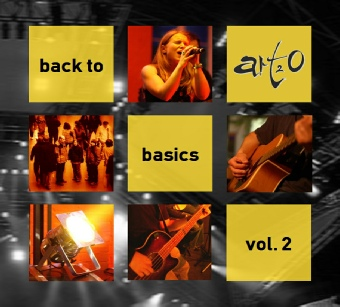 back to
art2O
basics
vol. 2